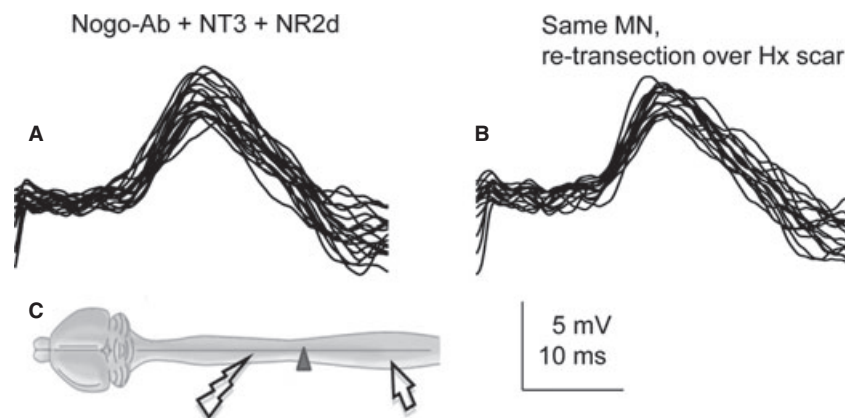 Nogo-Ab + NT3 + NR2d
Same MN,
re-transection over Hx scar
A
B
C
5 mV
10 ms